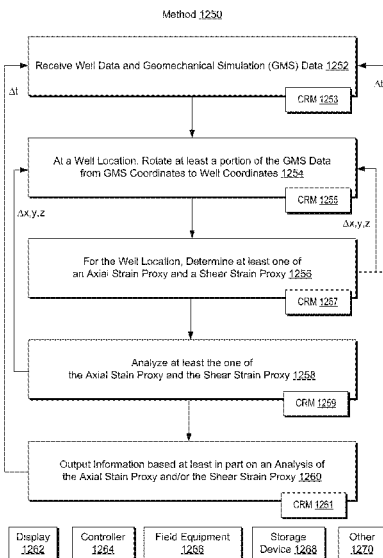 Method 1250
Receive Well Data and Geomechanical Simulation (GMS) Data 1252
Δt
Δt
CRM 1253
At a Well Location, Rotate at least a portion of the GMS Data
from GMS Coordinates to Well Coordinates 1254
CRM 1255
Δx,y,z
Δx,y,z
For the Well Location, Determine at least one of
an Axial Strain Proxy and a Shear Strain Proxy 1256
CRM 1257
Analyze at least the one of
the Axial Stain Proxy and the Shear Strain Proxy 1258
CRM 1259
Output Information based at least in part on an Analysis of
the Axial Strain Proxy and/or the Shear Strain Proxy 1260
CRM 1261
Display
1262
Controller
1264
Field Equipment
1266
Storage
Device 1268
Other
1270